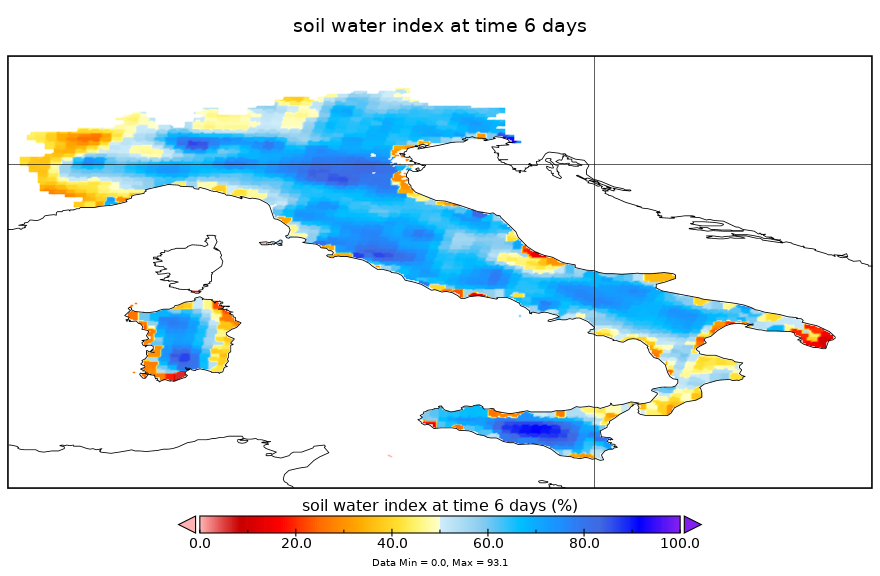 soil water index at time 6 days
soil water index at time 6 days (%)
0.0 20.0 40.0 60.0 80.0 100.0
Data Min = 0.0, Max = 93.1